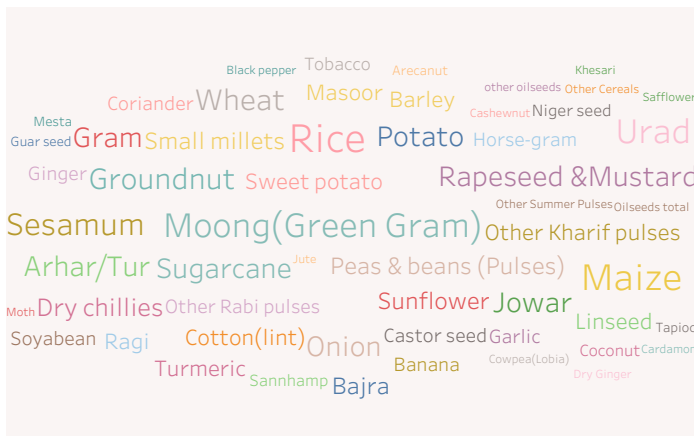 Black pepper Tobacco Arecanut Khesari
other oilseeds Other Cereals
Coriander Wheat Masoor Barley Safflower
Mesta Cashewnut Niger seed
Guar seed Gram Small millets Rice Potato Horse-gram Urad
Ginger Groundnut Sweet potato Rapeseed &Mustard
Other Summer Pulses Oilseeds total
Sesamum Moong(Green Gram) Other Kharif pulses
Arhar/Tur Sugarcane Jute Peas & beans (Pulses) Maize
Moth Dry chillies Other Rabi pulses Sunflower Jowar
Linseed Tapioc
Soyabean Ragi Cotton(lint) Onion Castor seed Garlic
Coconut Cardamor
Turmeric Banana Cowpea(Lobia)
Sannhamp Bajra Dry Ginger